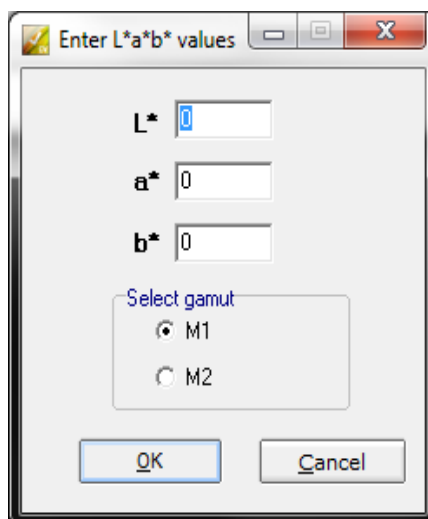 Enter L*a*b* values
L* 0
a* 0
b* 0
Select gamut
M1
M2
OK Cancel